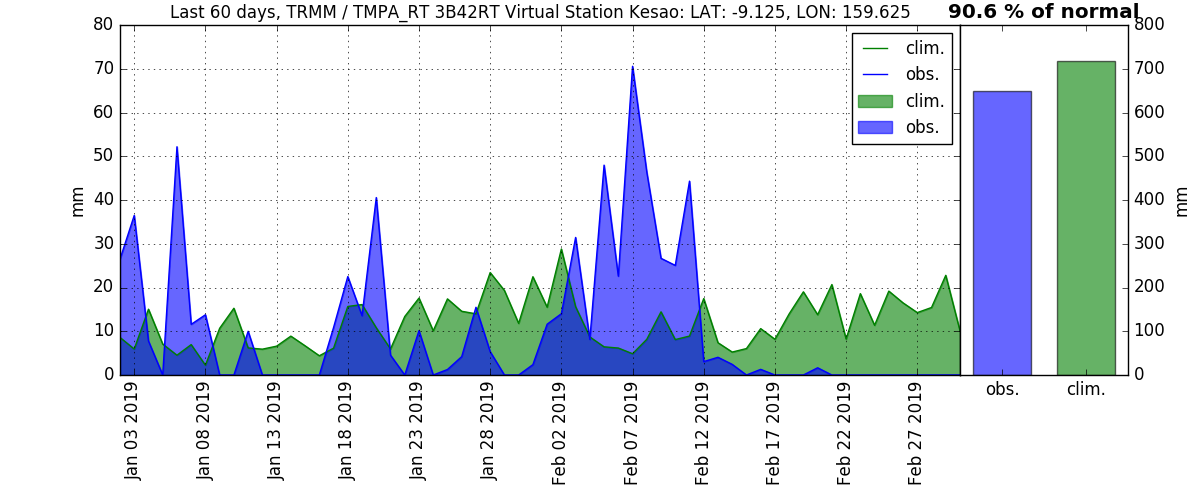 Last 60 days, TRMM / TMPA_RT 3B42RT Virtual Station Kesao: LAT: -9.125, LON: 159.625
90.6 % of normal
80
70
60
50
40
30
20
10
0
mm
clim.
obs.
clim.
obs.
800
700
600
500
400
300
200
100
0
mm
Jan 03 2019
Jan 08 2019
Jan 13 2019
Jan 18 2019
Jan 23 2019
Jan 28 2019
Feb 02 2019
Feb 07 2019
Feb 12 2019
Feb 17 2019
Feb 22 2019
Feb 27 2019
obs.
clim.